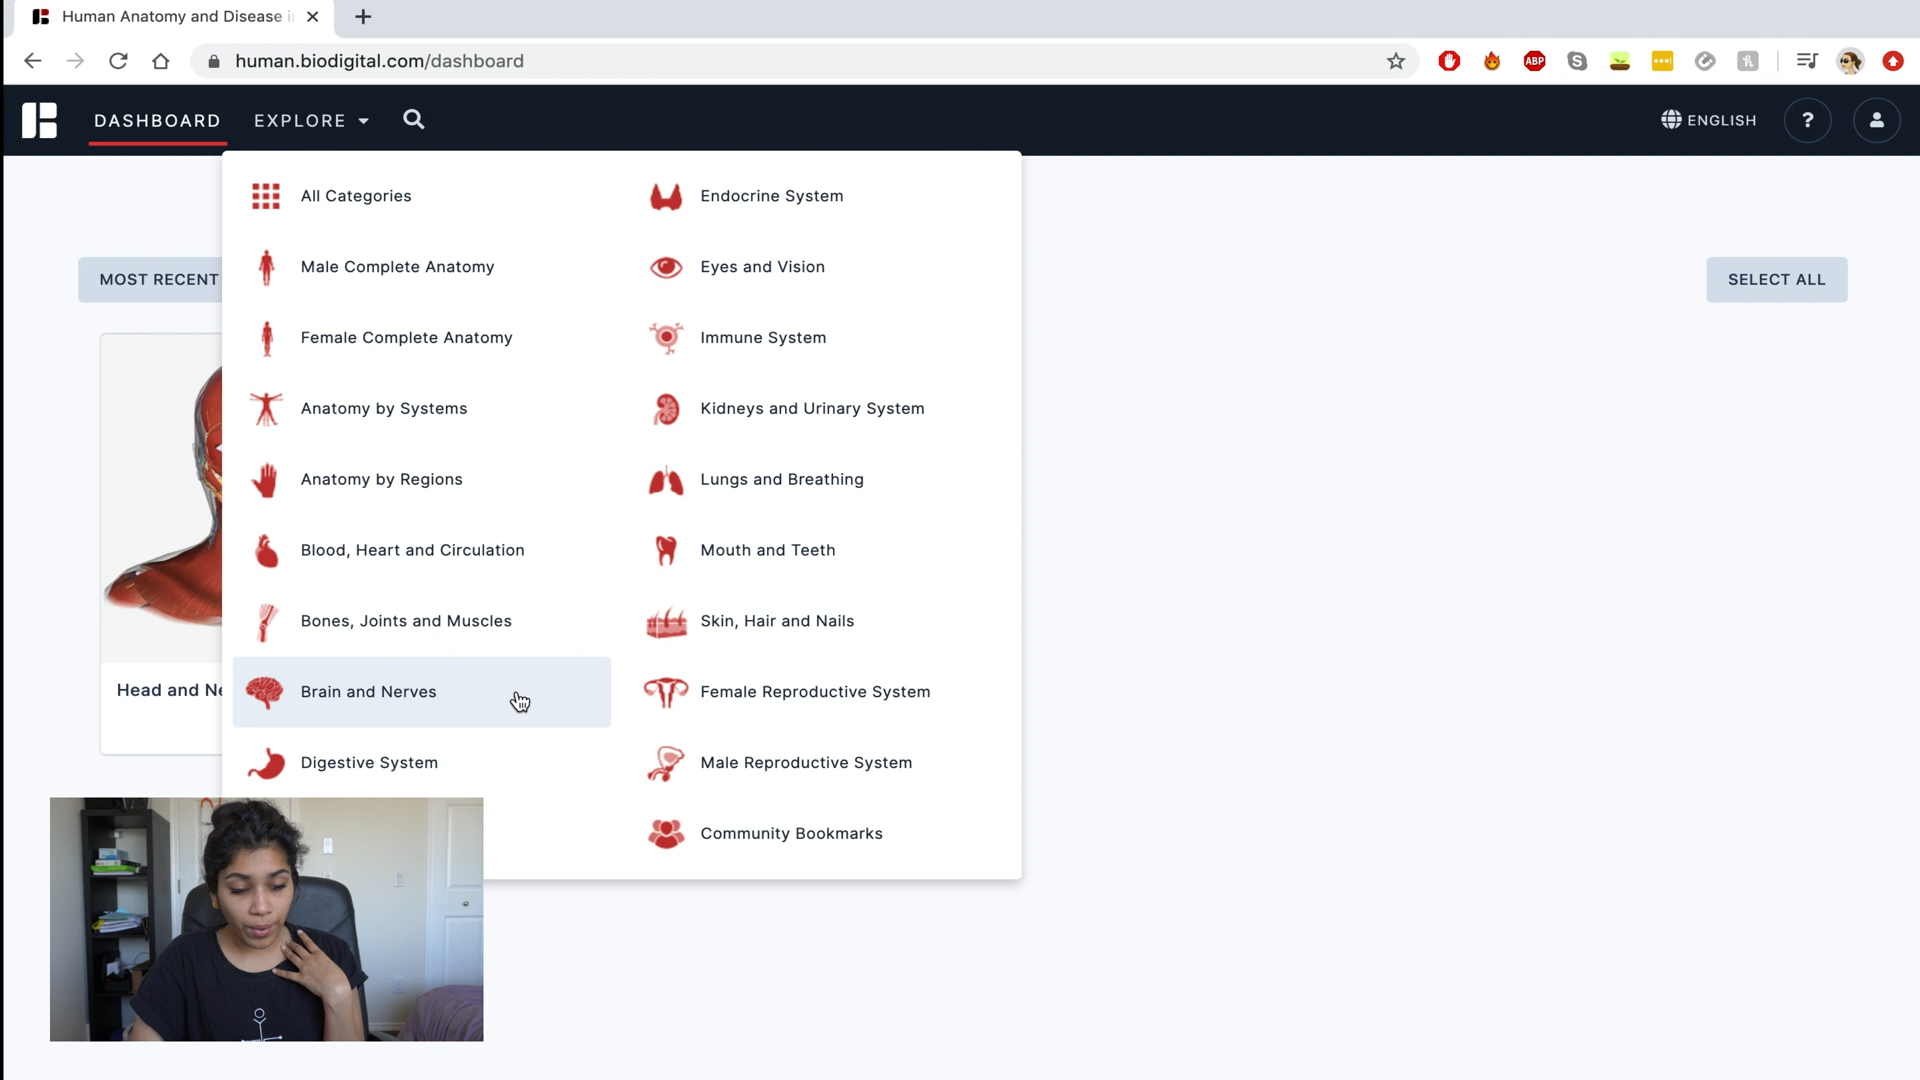 Human Anatomy and Disease i
human.biodigital.com/dashboard
ABP
DASHBOARD
EXPLORE
ENGLISH
?
All Categories
Endocrine System
Male Complete Anatomy
Eyes and Vision
MOST RECENT
SELECT ALL
Female Complete Anatomy
Immune System
Anatomy by Systems
Kidneys and Urinary System
Anatomy by Regions
Lungs and Breathing
Blood, Heart and Circulation
Mouth and Teeth
Bones, Joints and Muscles
Skin, Hair and Nails
Head and Ne
Brain and Nerves
Female Reproductive System
Digestive System
Male Reproductive System
Community Bookmarks